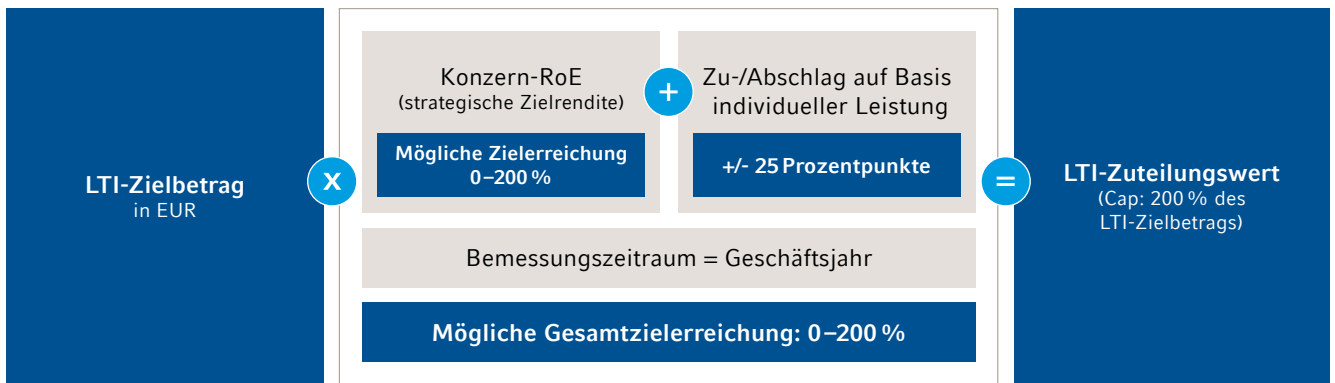 LTI-Zielbetrag
in EUR
x
Konzern-RoE
(strategische Zielrendite)
Mögliche Zielerreichung
0–200 %
+
Zu-/Abschlag auf Basis
individueller Leistung
+/- 25 Prozentpunkte
Bemessungszeitraum = Geschäftsjahr
Mögliche Gesamtzielerreichung: 0–200 %
=
LTI-Zuteilungswert
(Cap: 200 % des
LTI-Zielbetrags)